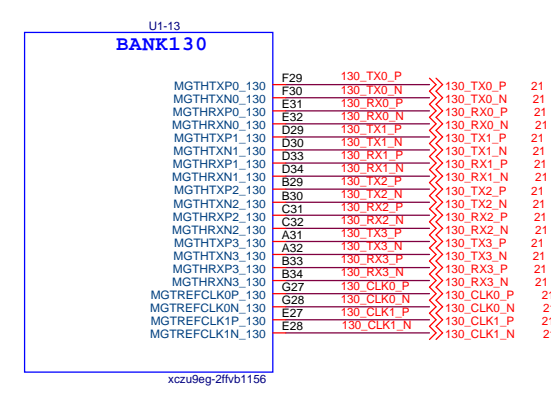 U1-13
BANK130
MGTHTXP0_130 F29 130_TX0_P 130_TX0_P 21
MGTHTXN0_130 F30 130_TX0_N 130_TX0_N 21
MGTHRXP0_130 E31 130_RX0_P 130_RX0_P 21
MGTHRXN0_130 E32 130_RX0_N 130_RX0_N 21
MGTHTXP1_130 D29 130_TX1_P 130_TX1_P 21
MGTHTXN1_130 D30 130_TX1_N 130_TX1_N 21
MGTHRXP1_130 D33 130_RX1_P 130_RX1_P 21
MGTHRXN1_130 D34 130_RX1_N 130_RX1_N 21
MGTHTXP2_130 B29 130_TX2_P 130_TX2_P 21
MGTHTXN2_130 B30 130_TX2_N 130_TX2_N 21
MGTHRXP2_130 C31 130_RX2_P 130_RX2_P 21
MGTHRXN2_130 C32 130_RX2_N 130_RX2_N 21
MGTHTXP3_130 A31 130_TX3_P 130_TX3_P 21
MGTHTXN3_130 A32 130_TX3_N 130_TX3_N 21
MGTHRXP3_130 B33 130_RX3_P 130_RX3_P 21
MGTHRXN3_130 B34 130_RX3_N 130_RX3_N 21
MGTREFCLK0P_130 G27 130_CLK0_P 130_CLK0_P 21
MGTREFCLK0N_130 G28 130_CLK0_N 130_CLK0_N 21
MGTREFCLK1P_130 E27 130_CLK1_P 130_CLK1_P 21
MGTREFCLK1N_130 E28 130_CLK1_N 130_CLK1_N 21
xczu9eg-2ffvb1156